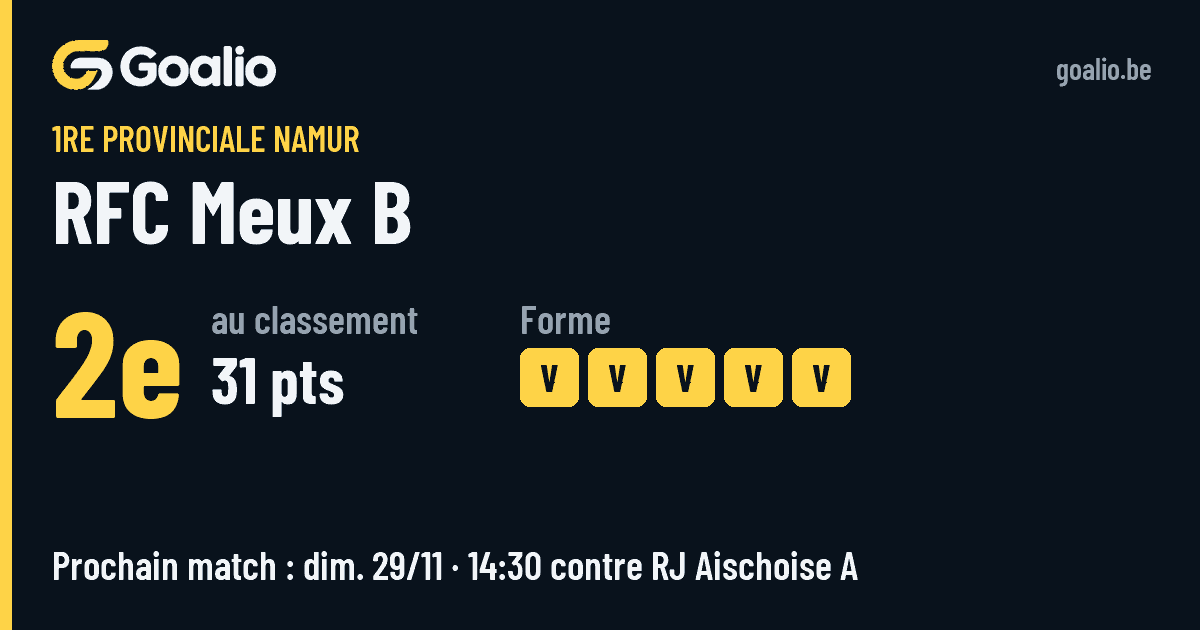 Goalio
goalio.be
1RE PROVINCIALE NAMUR
RFC Meux B
2e
au classement
31 pts
Forme
V V V V V
Prochain match : dim. 29/11 · 14:30 contre RJ Aischoise A